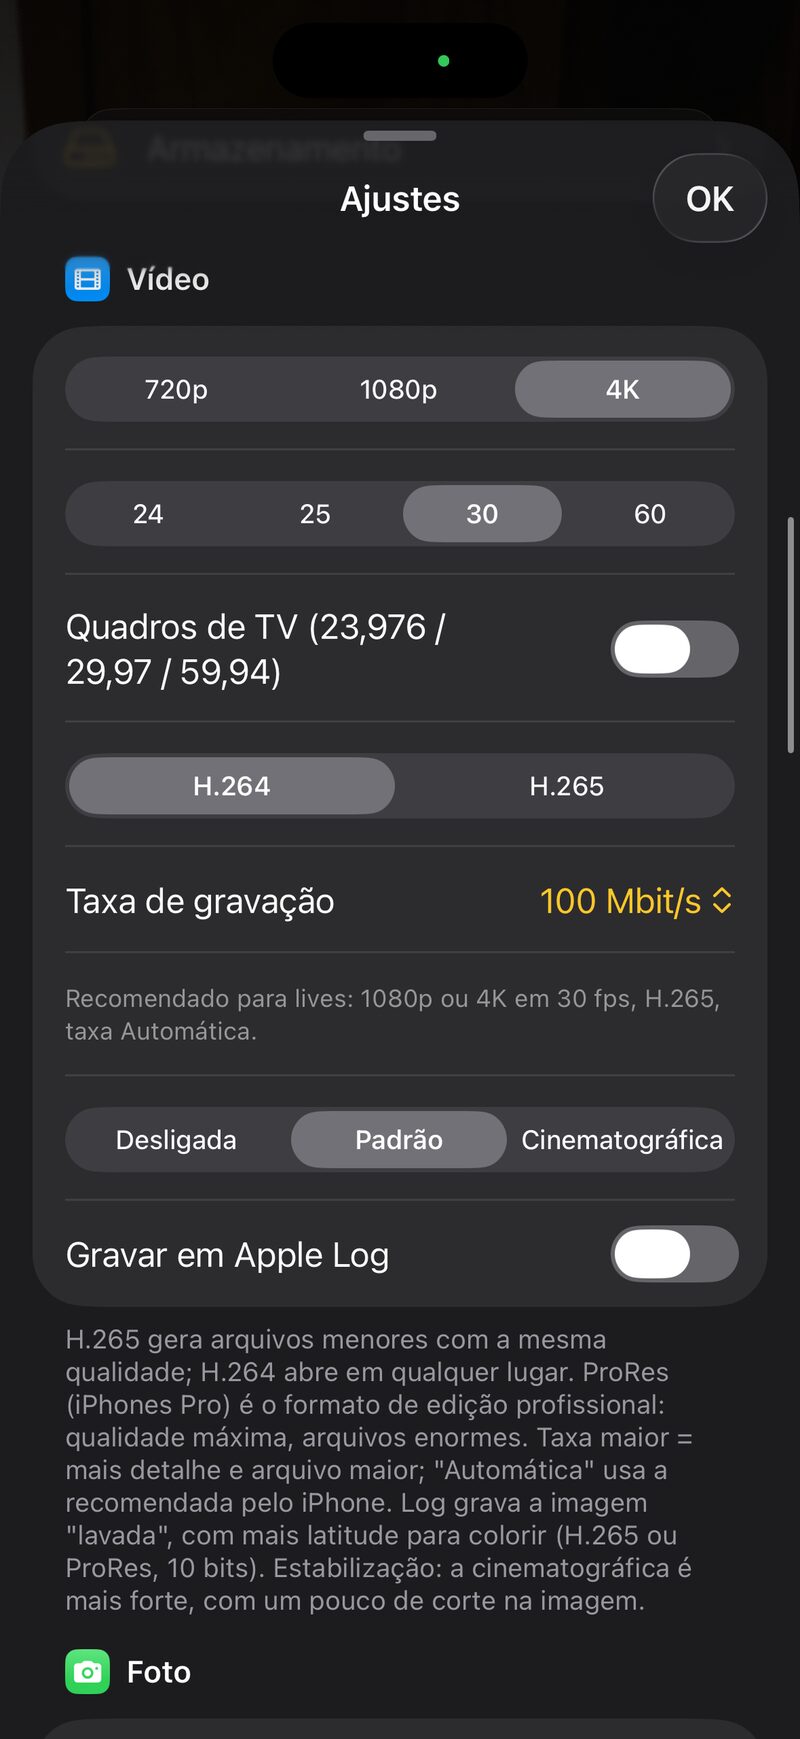 Armazenamento
Ajustes
OK
Vídeo
720p 1080p 4K
24 25 30 60
Quadros de TV (23,976 /
29,97 / 59,94)
H.264 H.265
Taxa de gravação 100 Mbit/s
Recomendado para lives: 1080p ou 4K em 30 fps, H.265,
taxa Automática.
Desligada Padrão Cinematográfica
Gravar em Apple Log
H.265 gera arquivos menores com a mesma
qualidade; H.264 abre em qualquer lugar. ProRes
(iPhones Pro) é o formato de edição profissional:
qualidade máxima, arquivos enormes. Taxa maior =
mais detalhe e arquivo maior; "Automática" usa a
recomendada pelo iPhone. Log grava a imagem
"lavada", com mais latitude para colorir (H.265 ou
ProRes, 10 bits). Estabilização: a cinematográfica é
mais forte, com um pouco de corte na imagem.
Foto